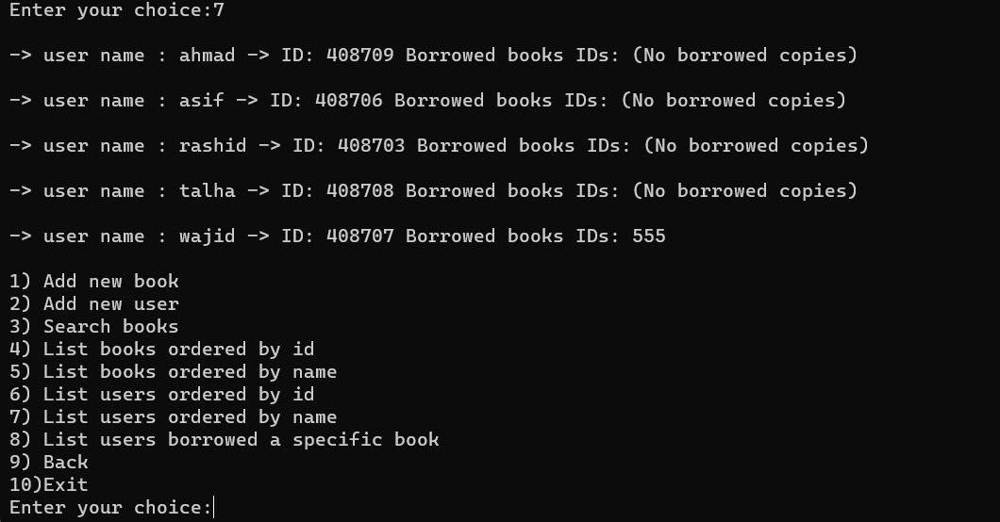 Enter your choice:7
-> user name : ahmad -> ID: 408709 Borrowed books IDs: (No borrowed copies)
-> user name : asif -> ID: 408706 Borrowed books IDs: (No borrowed copies)
-> user name : rashid -> ID: 408703 Borrowed books IDs: (No borrowed copies)
-> user name : talha -> ID: 408708 Borrowed books IDs: (No borrowed copies)
-> user name : wajid -> ID: 408707 Borrowed books IDs: 555
1) Add new book
2) Add new user
3) Search books
4) List books ordered by id
5) List books ordered by name
6) List users ordered by id
7) List users ordered by name
8) List users borrowed a specific book
9) Back
10)Exit
Enter your choice: